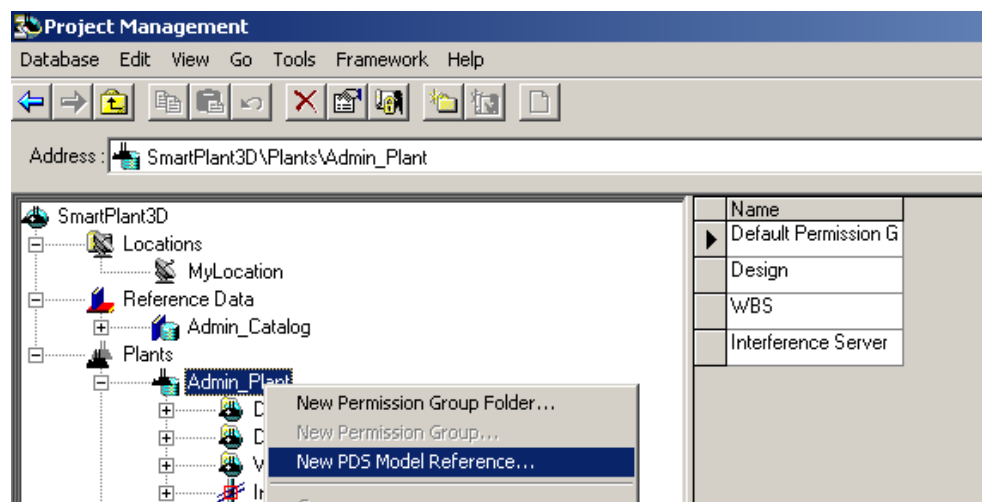 Project Management
Database Edit View Go Tools Framework Help
Address : SmartPlant3D\Plants\Admin_Plant
SmartPlant3D
Locations
MyLocation
Reference Data
Admin_Catalog
Plants
Admin_Plant
New Permission Group Folder...
New Permission Group...
New PDS Model Reference...
Name
Default Permission G
Design
WBS
Interference Server